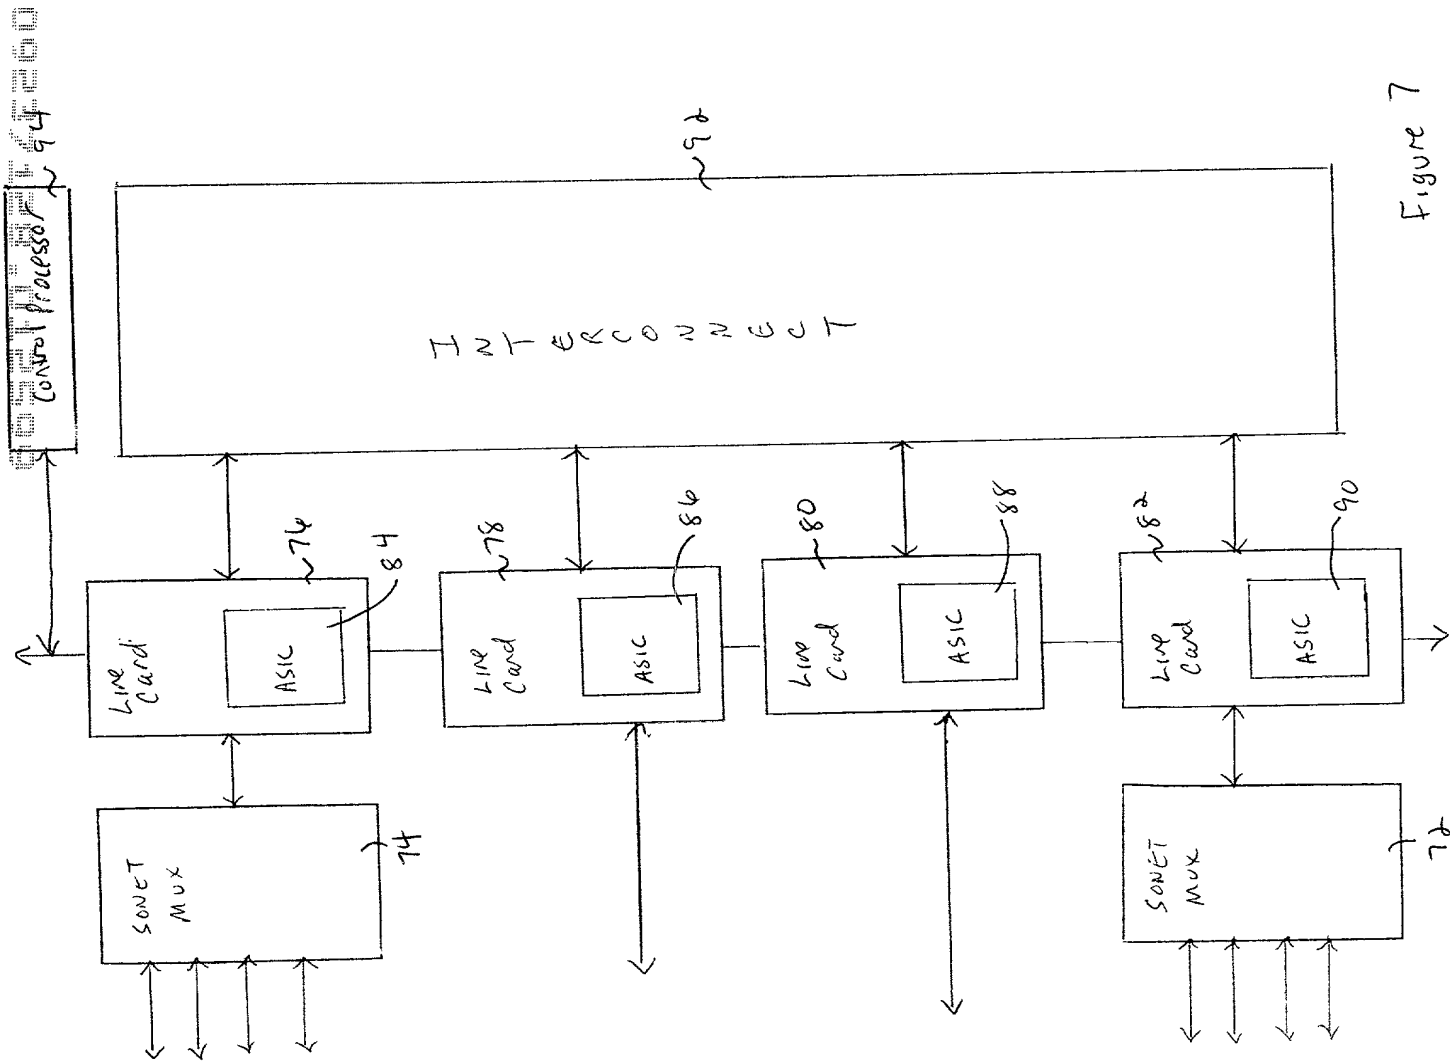 Control Processor
94
INTERCONNECT
92
Line
Card
76
ASIC
84
Line
Card
78
ASIC
86
Line
Card
80
ASIC
88
Line
Card
82
ASIC
90
SONET
MUX
74
SONET
MUX
72
Figure 7